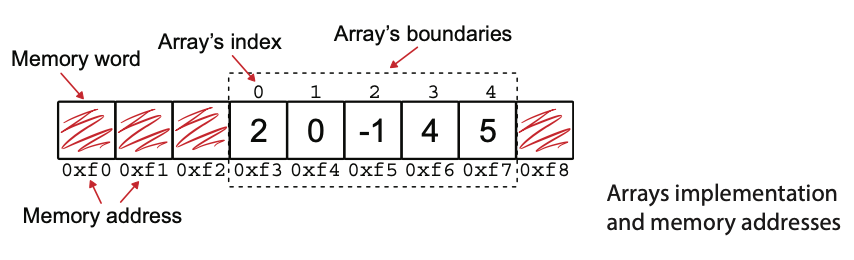 Array's boundaries
Array's index
Memory word
0 1 2 3 4
2 0 -1 4 5
0xf0 0xf1 0xf2 0xf3 0xf4 0xf5 0xf6 0xf7 0xf8
Memory address
Arrays implementation
and memory addresses